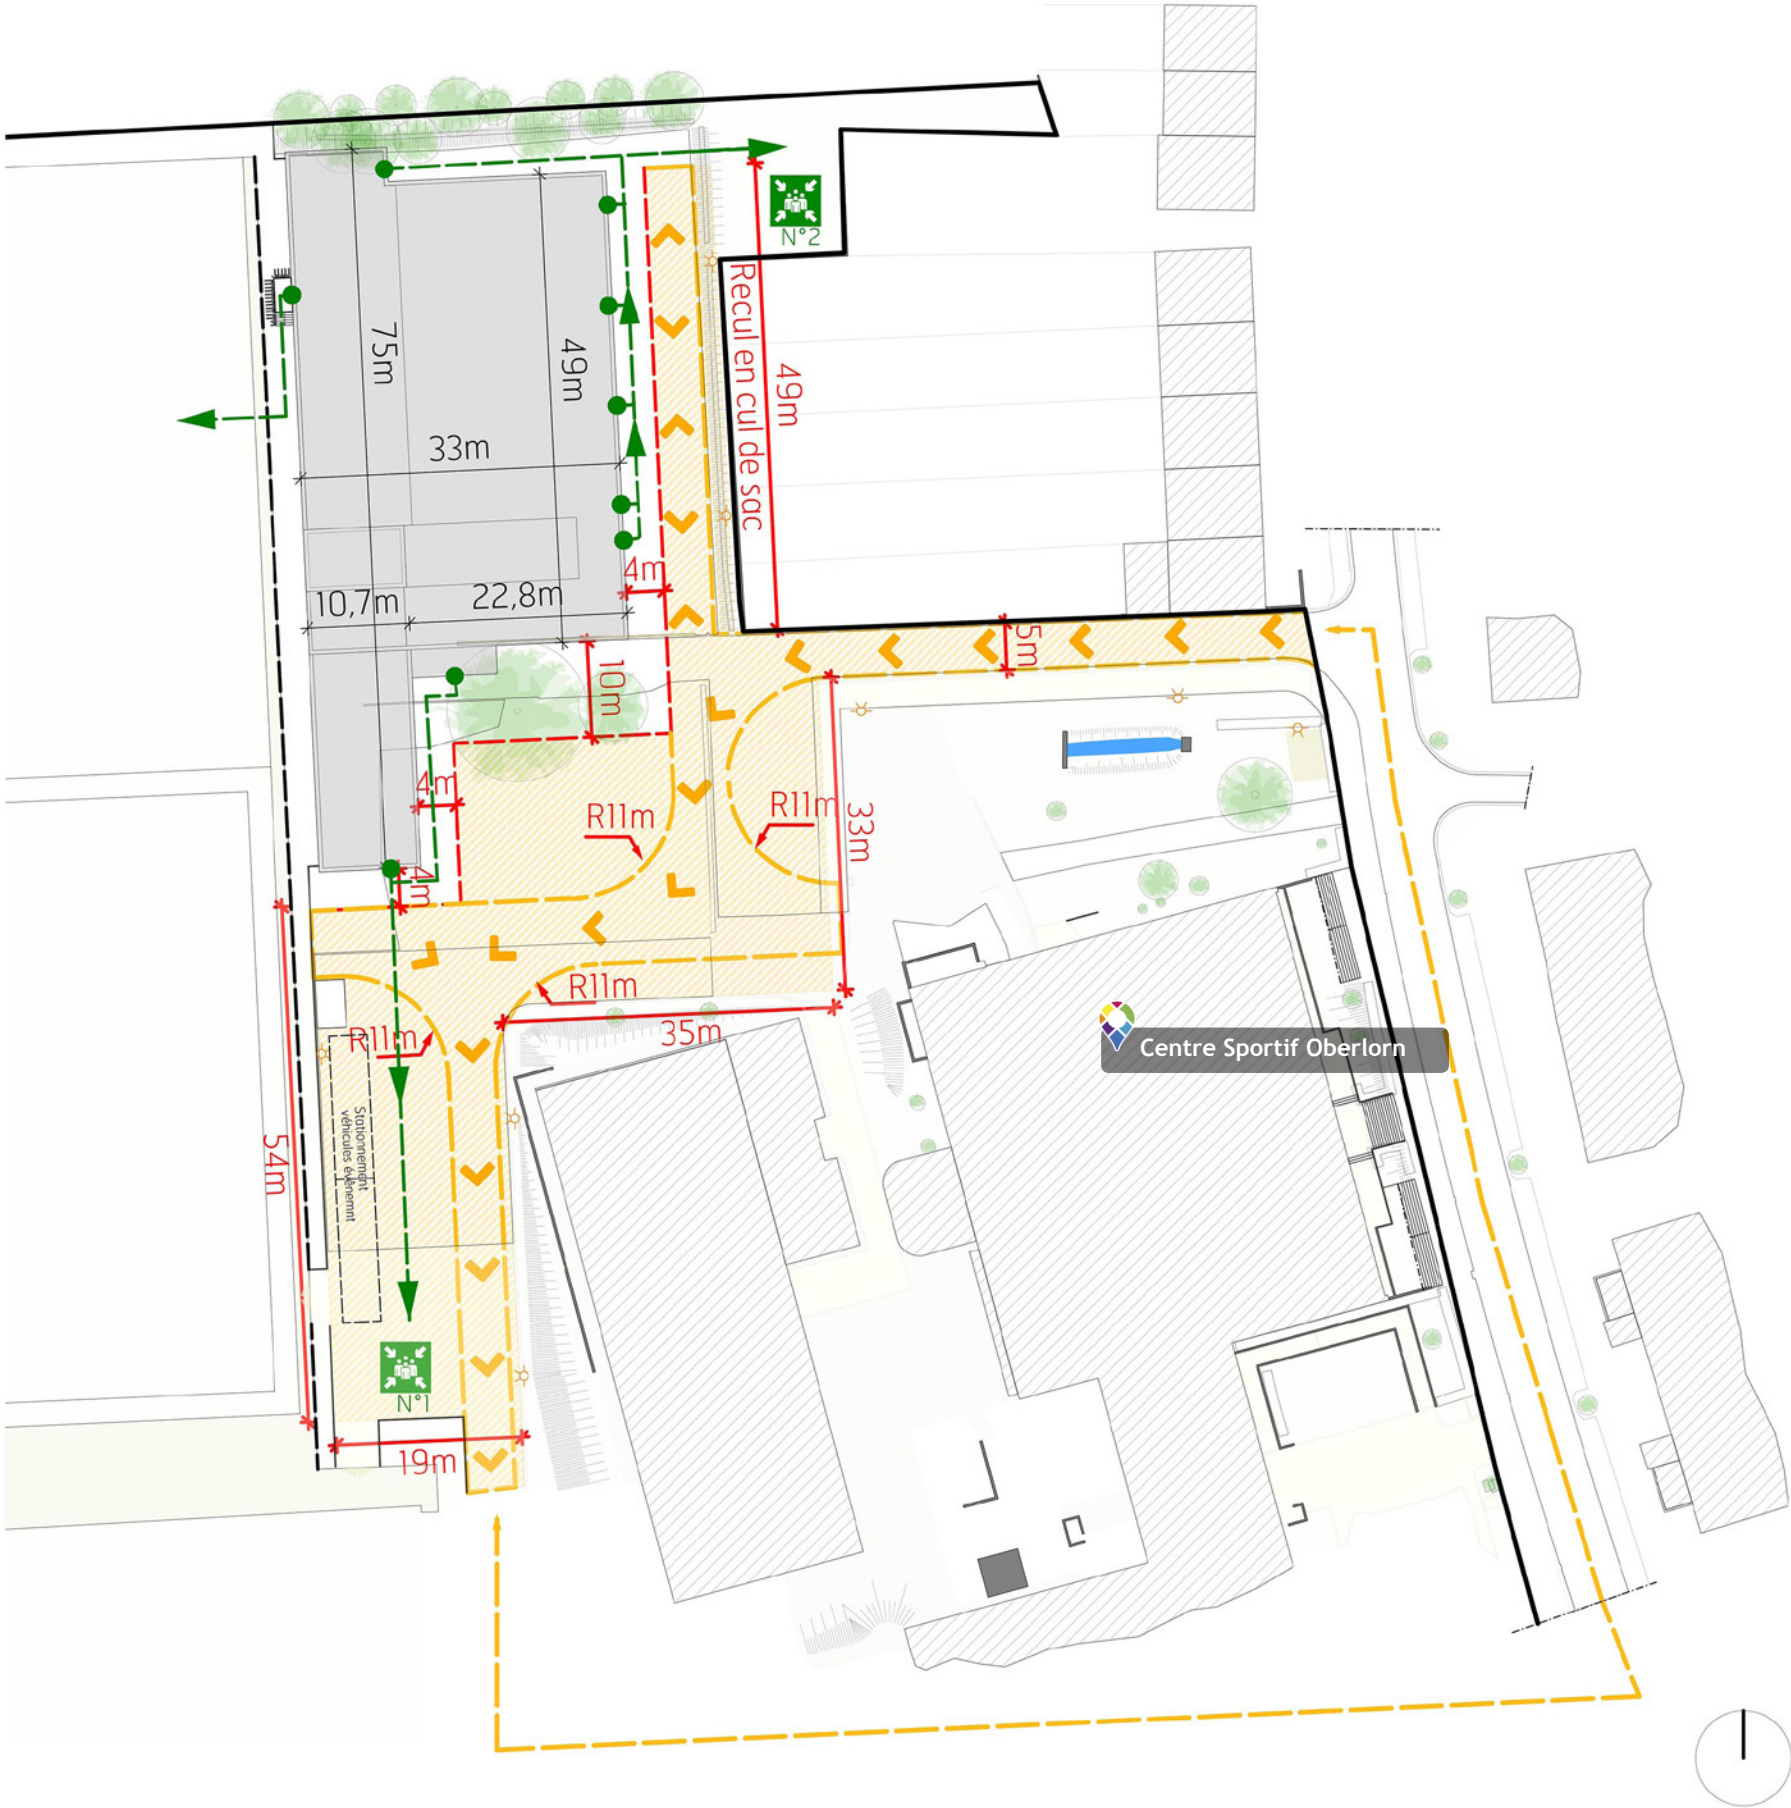 N°2
75m
49m
Recul en cul de sac
49m
33m
4m
10,7m
22,8m
5m
10m
4m
R11m
R11m
33m
4m
R11m
35m
R11m
Centre Sportif Oberlorn
54m
Stationnement
véhicules évènemnt
N°1
19m